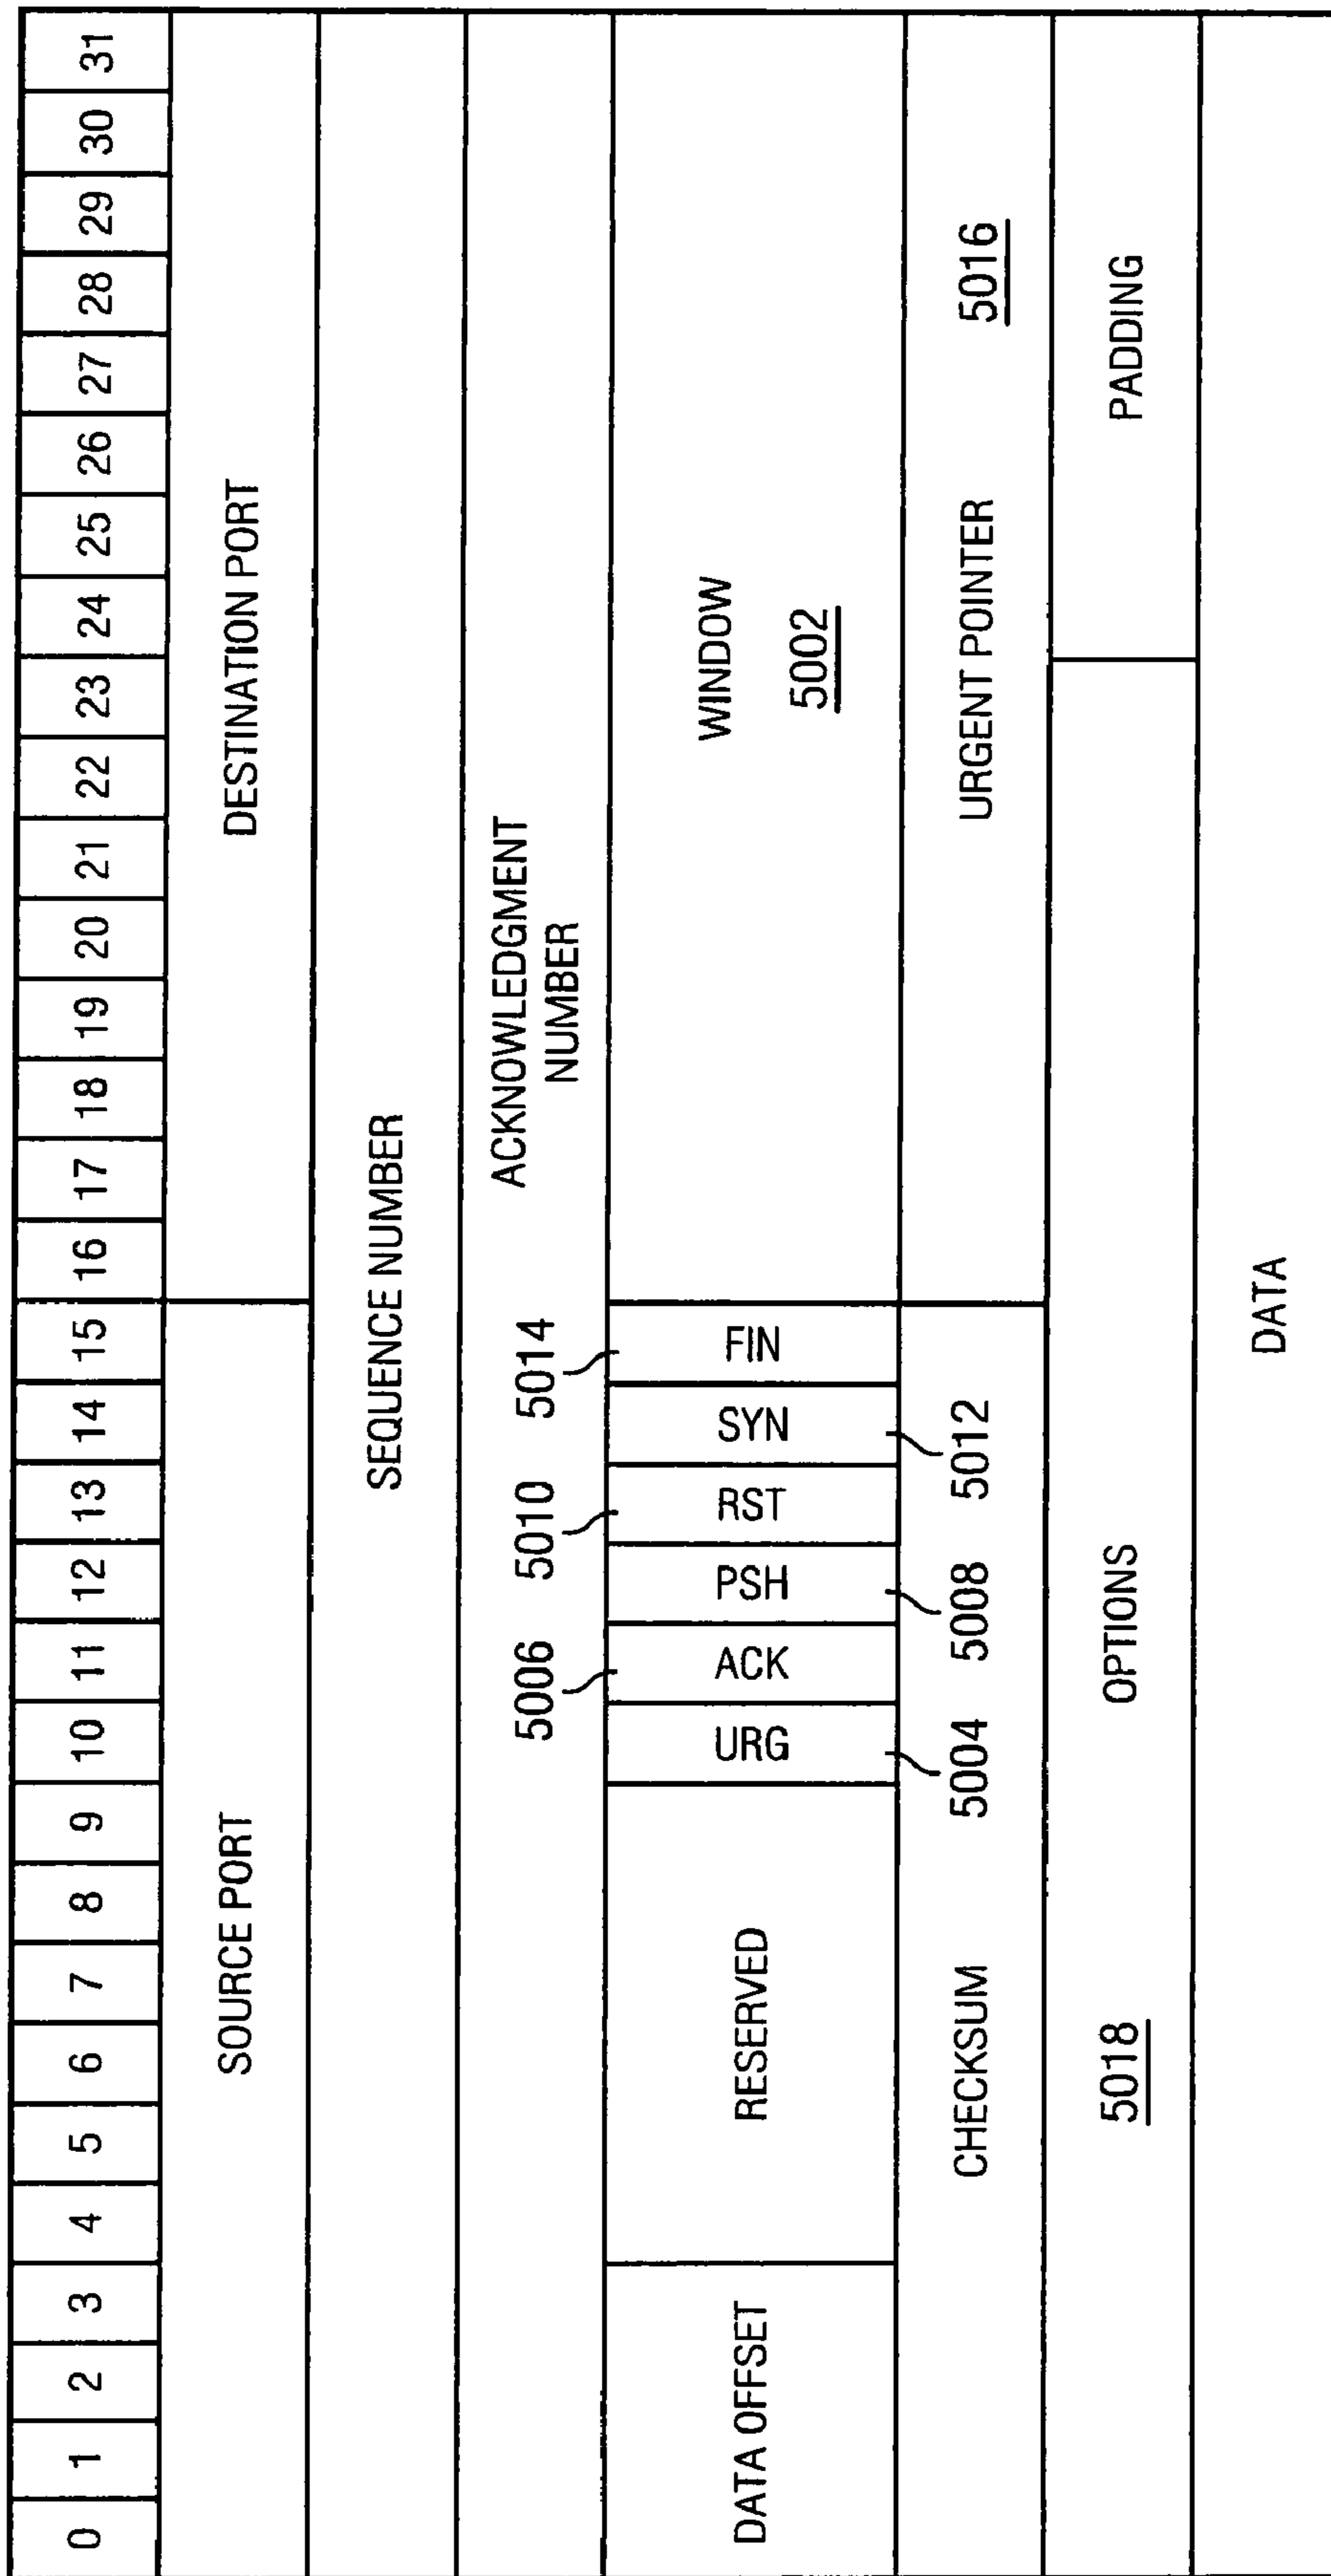 0 1 2 3 4 5 6 7 8 9 10 11 12 13 14 15 16 17 18 19 20 21 22 23 24 25 26 27 28 29 30 31
SOURCE PORT DESTINATION PORT
SEQUENCE NUMBER
ACKNOWLEDGMENT
NUMBER
5006 5010 5014
DATA OFFSET RESERVED URG ACK PSH RST SYN FIN WINDOW
5002
CHECKSUM 5004 5008 5012 URGENT POINTER 5016
5018 OPTIONS PADDING
DATA